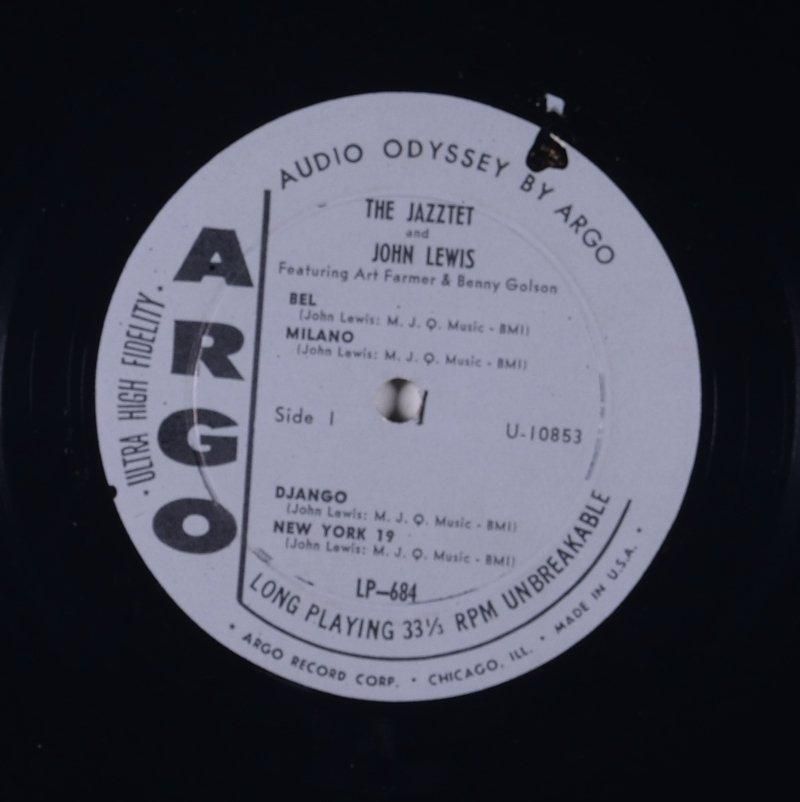 AUDIO ODYSSEY BY ARGO
ARGO
· ULTRA HIGH FIDELITY ·
THE JAZZTET
and
JOHN LEWIS
Featuring Art Farmer & Benny Golson
BEL
(John Lewis: M. J. Q. Music - BMI)
MILANO
(John Lewis: M. J. Q. Music - BMI)
Side 1
U-10853
DJANGO
(John Lewis: M. J. Q. Music - BMI)
NEW YORK 19
(John Lewis: M. J. Q. Music - BMI)
LP-684
LONG PLAYING 33⅓ RPM UNBREAKABLE
· ARGO RECORD CORP. · CHICAGO, ILL. · MADE IN U.S.A. ·